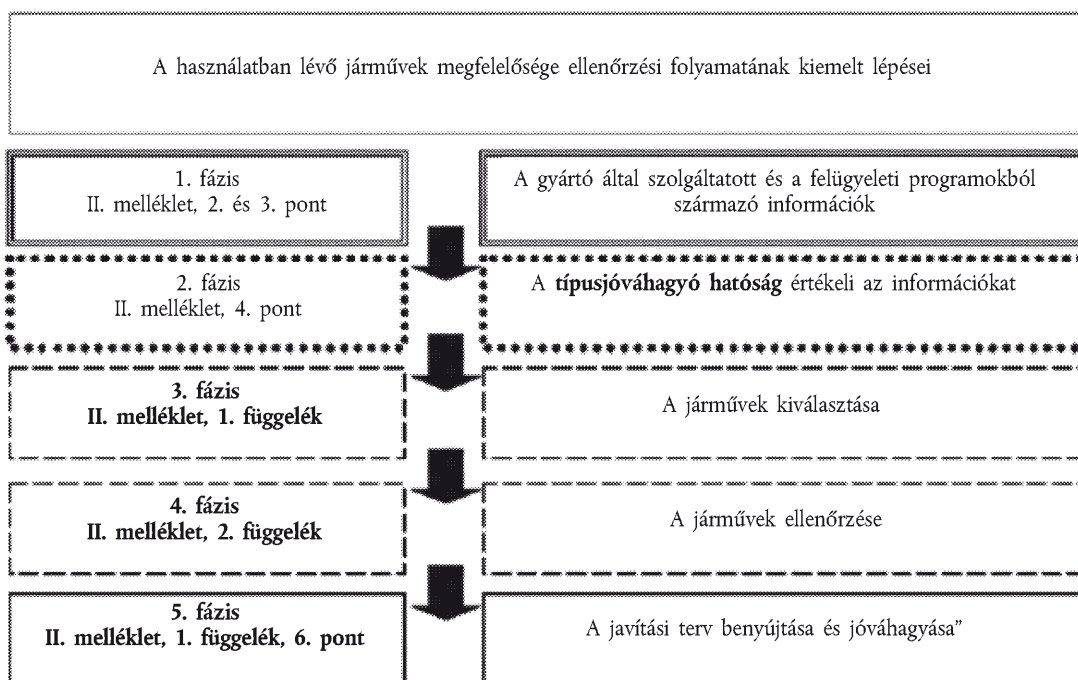 A használatban lévő járművek megfelelősége ellenőrzési folyamatának kiemelt lépései
1. fázis
II. melléklet, 2. és 3. pont
A gyártó által szolgáltatott és a felügyeleti programokból
származó információk
2. fázis
II. melléklet, 4. pont
A típusjóváhagyó hatóság értékeli az információkat
3. fázis
II. melléklet, 1. függelék
A járművek kiválasztása
4. fázis
II. melléklet, 2. függelék
A járművek ellenőrzése
5. fázis
II. melléklet, 1. függelék, 6. pont
A javítási terv benyújtása és jóváhagyása”